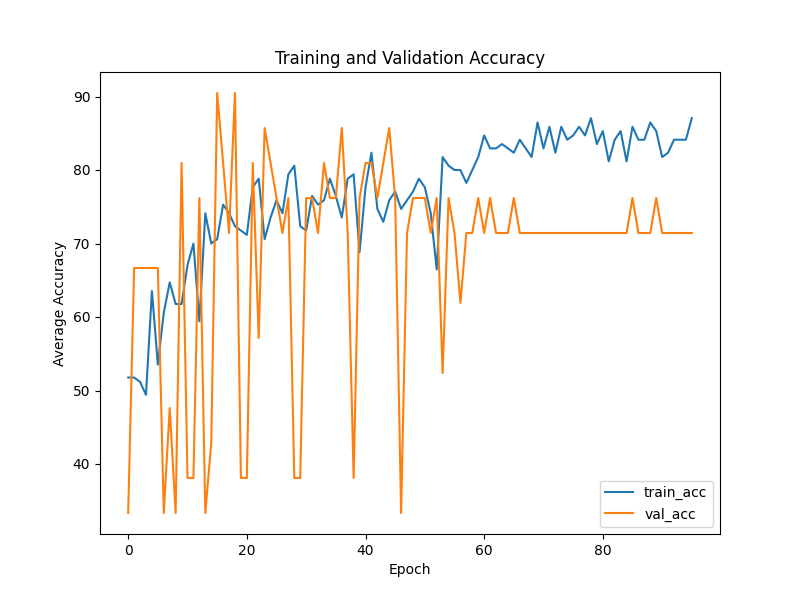 Training and Validation Accuracy
90
80
70
60
50
40
Average Accuracy
0 20 40 60 80
Epoch
train_acc
val_acc